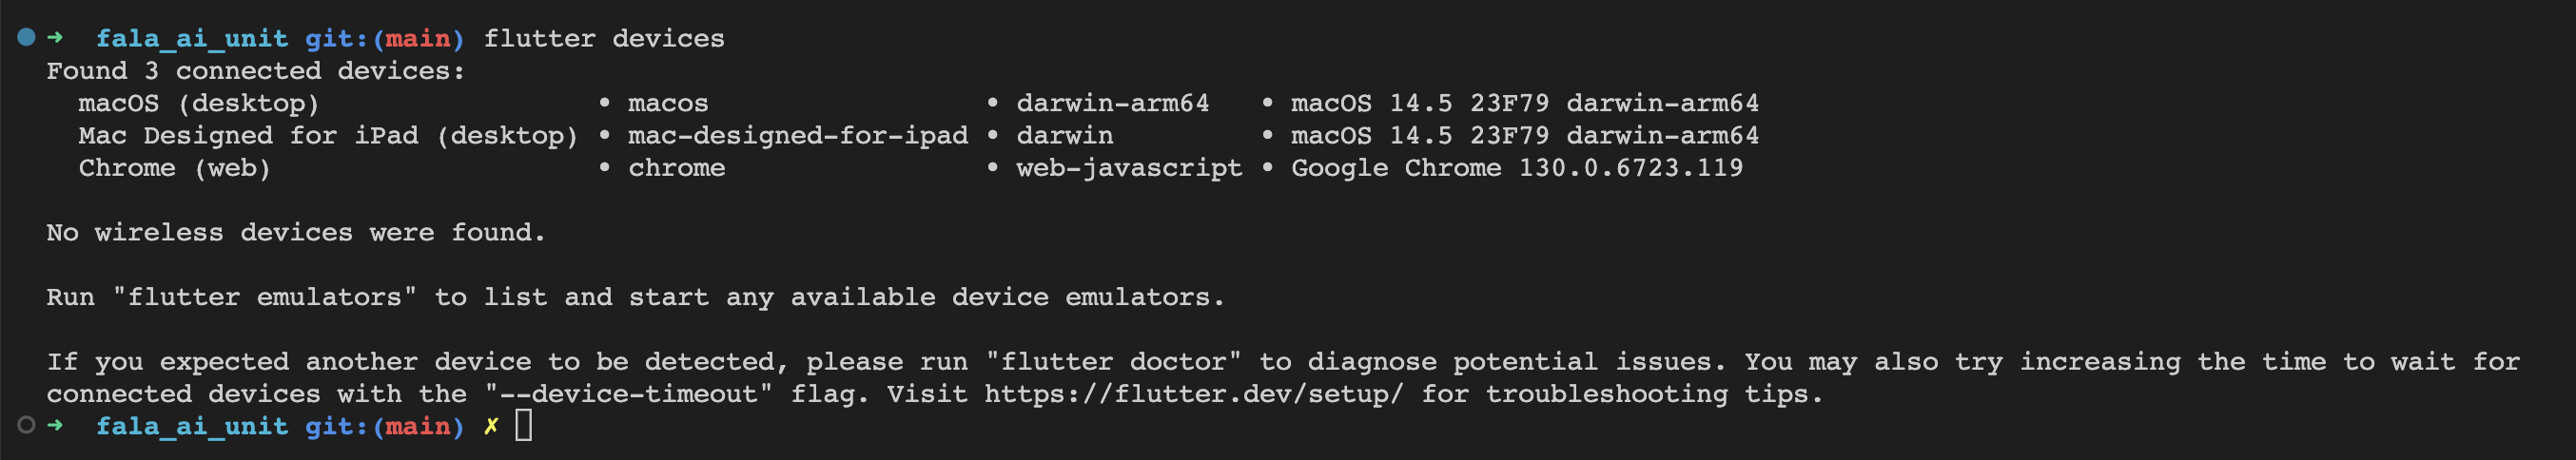 ➜  fala_ai_unit git:(main) flutter devices
Found 3 connected devices:
  macOS (desktop)                  • macos                  • darwin-arm64   • macOS 14.5 23F79 darwin-arm64
  Mac Designed for iPad (desktop) • mac-designed-for-ipad • darwin         • macOS 14.5 23F79 darwin-arm64
  Chrome (web)                     • chrome                 • web-javascript • Google Chrome 130.0.6723.119

No wireless devices were found.

Run "flutter emulators" to list and start any available device emulators.

If you expected another device to be detected, please run "flutter doctor" to diagnose potential issues. You may also try increasing the time to wait for
connected devices with the "--device-timeout" flag. Visit https://flutter.dev/setup/ for troubleshooting tips.
➜  fala_ai_unit git:(main) ✗